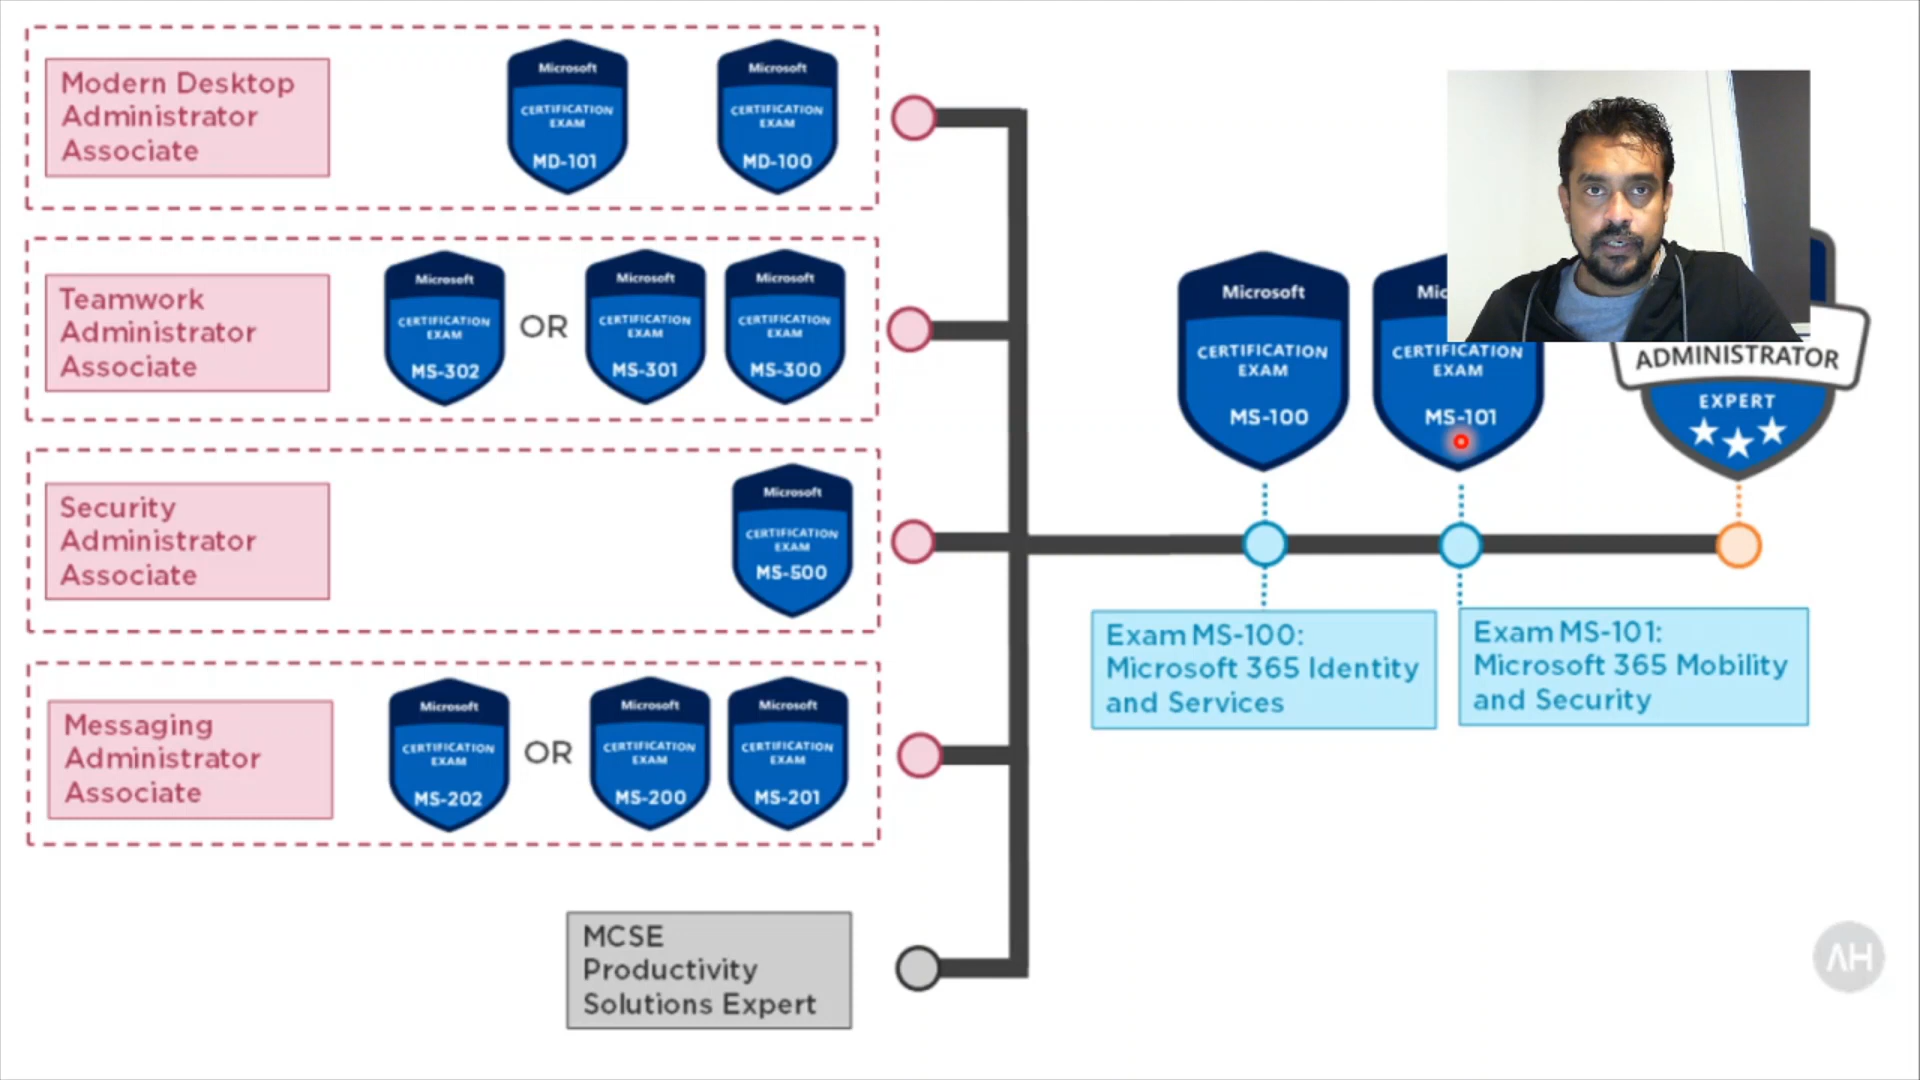 Modern Desktop
Administrator
Associate
Microsoft
CERTIFICATION
EXAM
MD-101
Microsoft
CERTIFICATION
EXAM
MD-100
Teamwork
Administrator
Associate
Microsoft
CERTIFICATION
EXAM
MS-302
OR
Microsoft
CERTIFICATION
EXAM
MS-301
Microsoft
CERTIFICATION
EXAM
MS-300
Security
Administrator
Associate
Microsoft
CERTIFICATION
EXAM
MS-500
Messaging
Administrator
Associate
Microsoft
CERTIFICATION
EXAM
MS-202
OR
Microsoft
CERTIFICATION
EXAM
MS-200
Microsoft
CERTIFICATION
EXAM
MS-201
MCSE
Productivity
Solutions Expert
Microsoft
CERTIFICATION
EXAM
MS-100
Mic
CERTIFICATION
EXAM
MS-101
ADMINISTRATOR
EXPERT
Exam MS-100:
Microsoft 365 Identity
and Services
Exam MS-101:
Microsoft 365 Mobility
and Security
AH